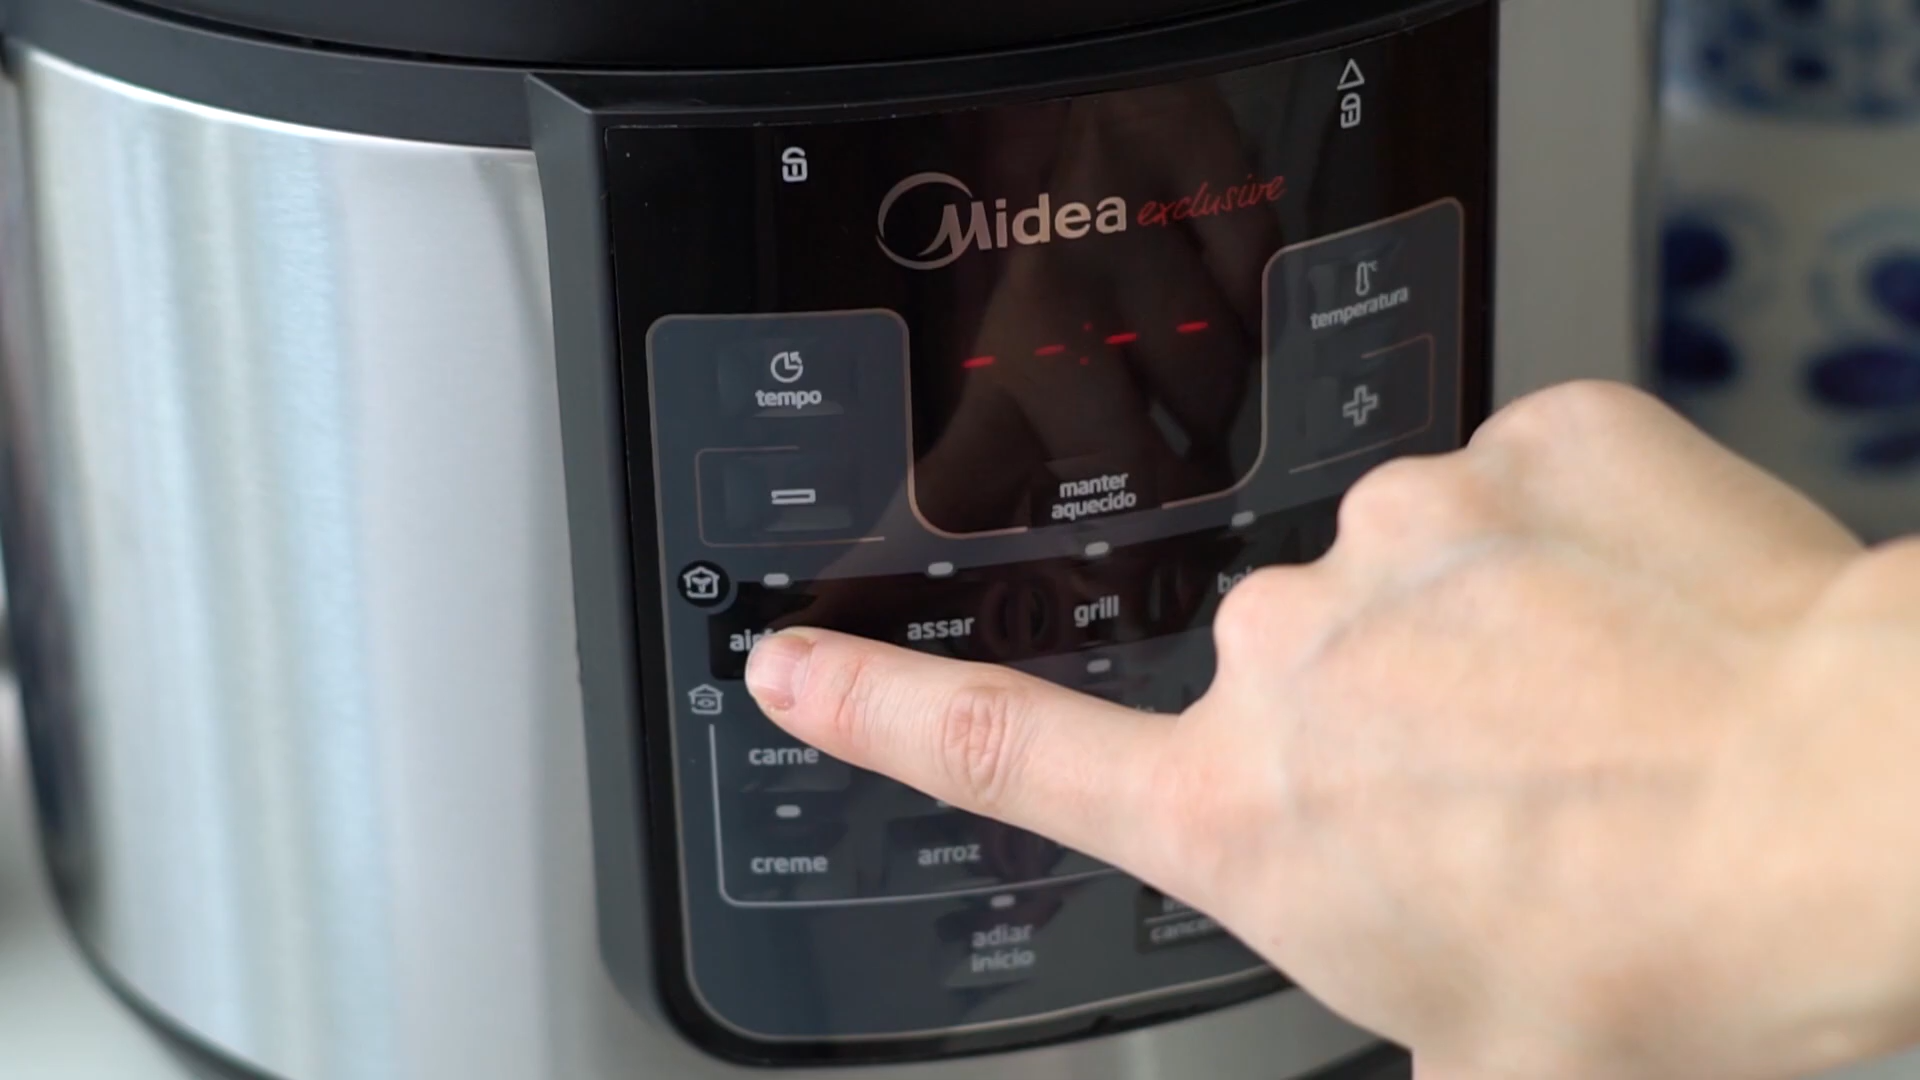 Midea exclusive
tempo
temperatura
manter
aquecido
assar
grill
carne
creme
arroz
adiar
início